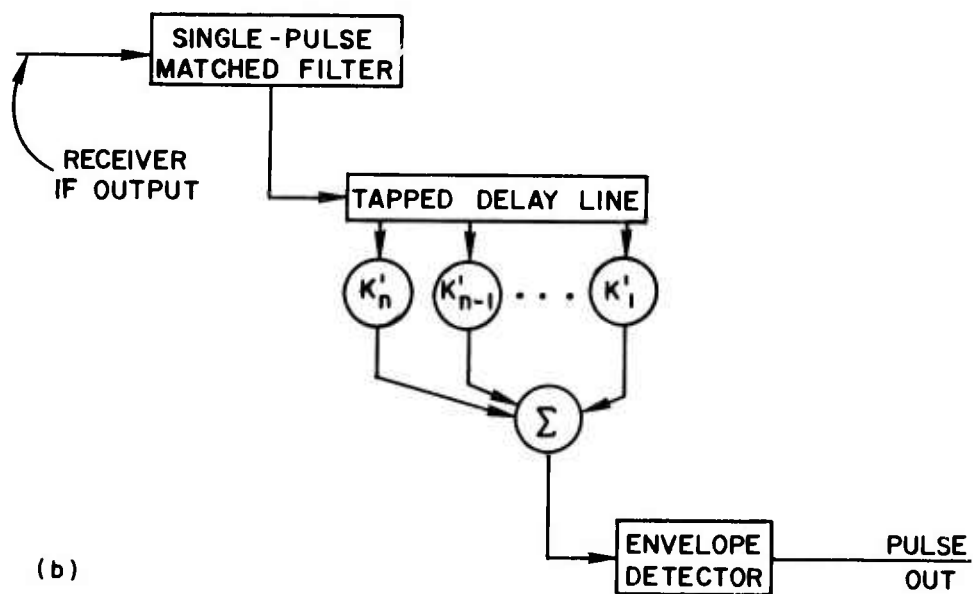 SINGLE-PULSE
MATCHED FILTER
RECEIVER
IF OUTPUT
TAPPED DELAY LINE
K'n K'n-1 ... K'1
Σ
ENVELOPE
DETECTOR
PULSE
OUT
(b)